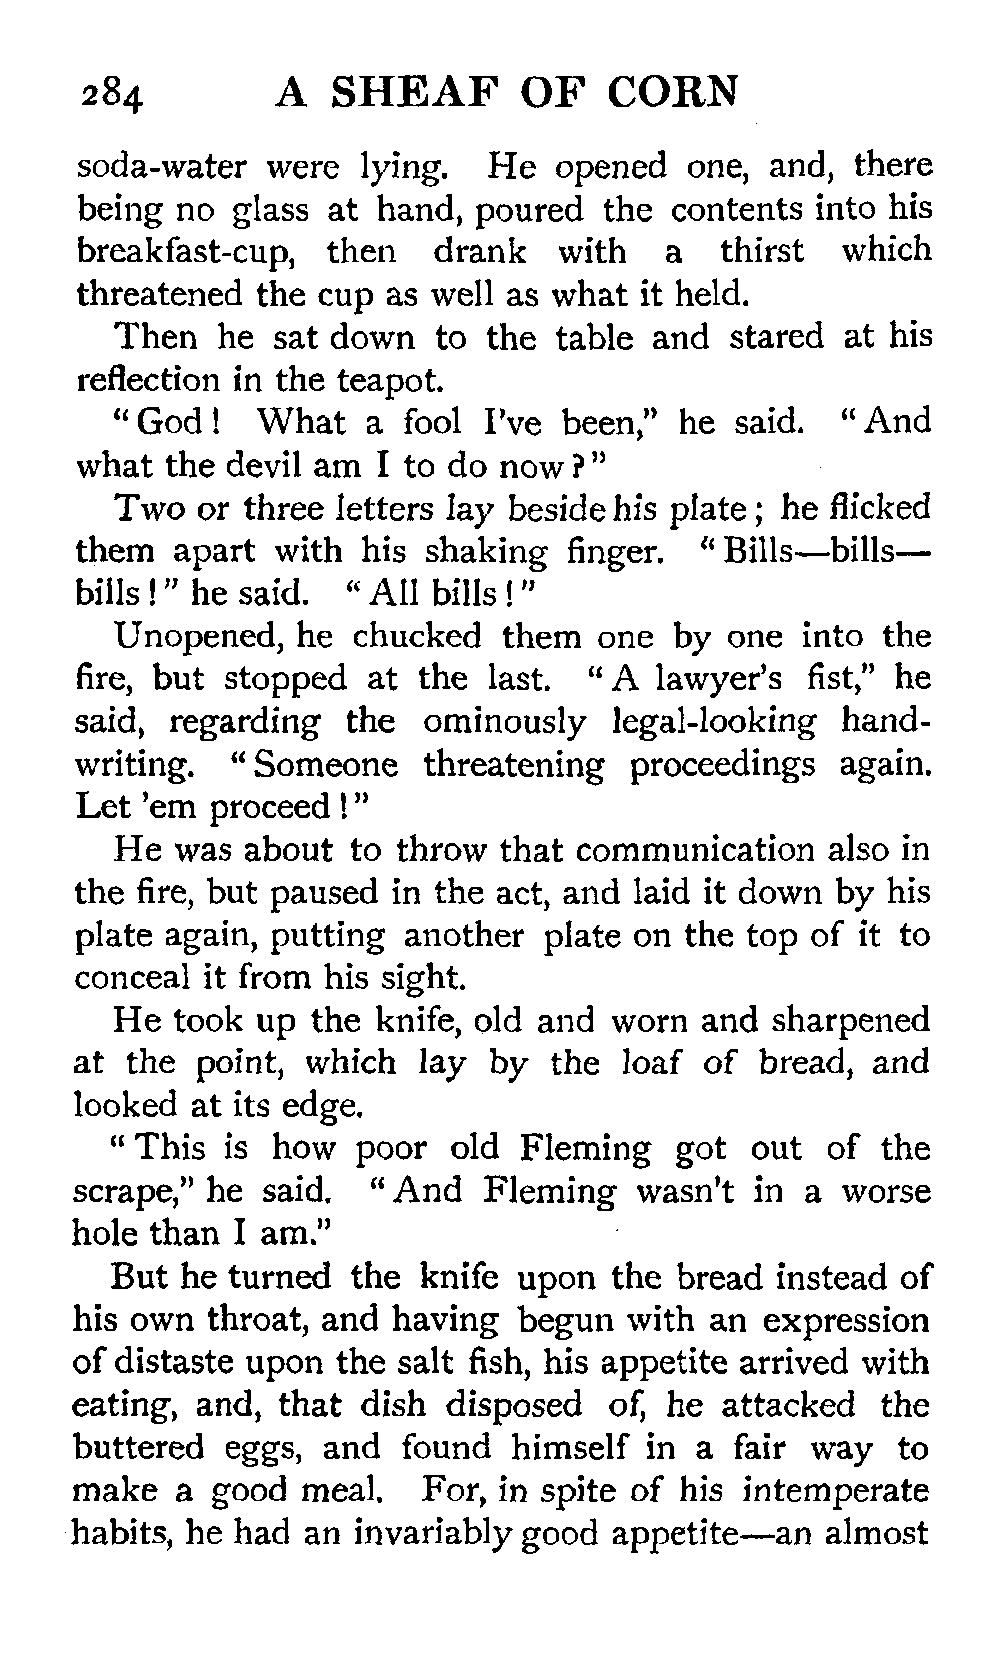 284 A SHEAF OF CORN
soda-water were lying. He opened one, and, there
being no glass at hand, poured the contents into his
breakfast-cup, then drank with a thirst which
threatened the cup as well as what it held.
Then he sat down to the table and stared at his
reflection in the teapot.
"God! What a fool I've been," he said. "And
what the devil am I to do now?"
Two or three letters lay beside his plate; he flicked
them apart with his shaking finger. "Bills—bills—
bills!" he said. "All bills!"
Unopened, he chucked them one by one into the
fire, but stopped at the last. "A lawyer's fist," he
said, regarding the ominously legal-looking hand-
writing. "Someone threatening proceedings again.
Let 'em proceed!"
He was about to throw that communication also in
the fire, but paused in the act, and laid it down by his
plate again, putting another plate on the top of it to
conceal it from his sight.
He took up the knife, old and worn and sharpened
at the point, which lay by the loaf of bread, and
looked at its edge.
"This is how poor old Fleming got out of the
scrape," he said. "And Fleming wasn't in a worse
hole than I am."
But he turned the knife upon the bread instead of
his own throat, and having begun with an expression
of distaste upon the salt fish, his appetite arrived with
eating, and, that dish disposed of, he attacked the
buttered eggs, and found himself in a fair way to
make a good meal. For, in spite of his intemperate
habits, he had an invariably good appetite—an almost